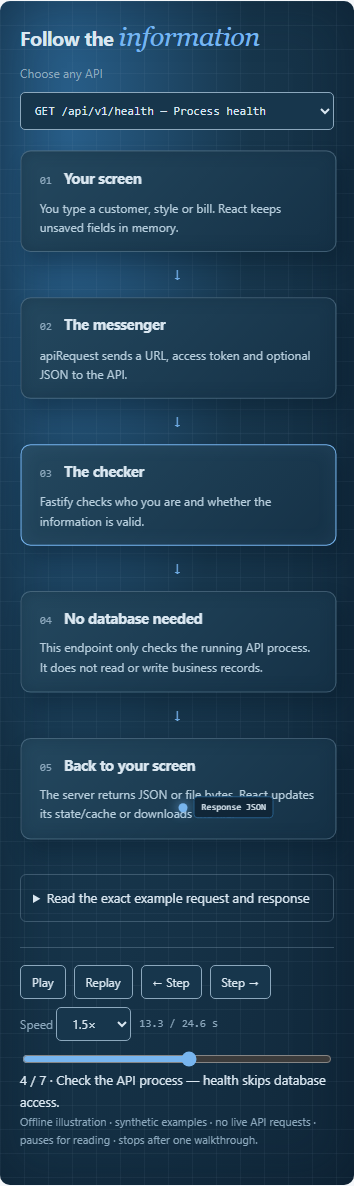 Follow the information
Choose any API
GET /api/v1/health — Process health
01 Your screen
You type a customer, style or bill. React keeps
unsaved fields in memory.
↓
02 The messenger
apiRequest sends a URL, access token and optional
JSON to the API.
↓
03 The checker
Fastify checks who you are and whether the
information is valid.
↓
04 No database needed
This endpoint only checks the running API process.
It does not read or write business records.
↓
05 Back to your screen
The server returns JSON or file bytes. React updates
its state/cache or downloads
Response JSON
▶ Read the exact example request and response
Play Replay ← Step Step →
Speed 1.5× 13.3 / 24.6 s
4 / 7 · Check the API process — health skips database
access.
Offline illustration · synthetic examples · no live API requests ·
pauses for reading · stops after one walkthrough.